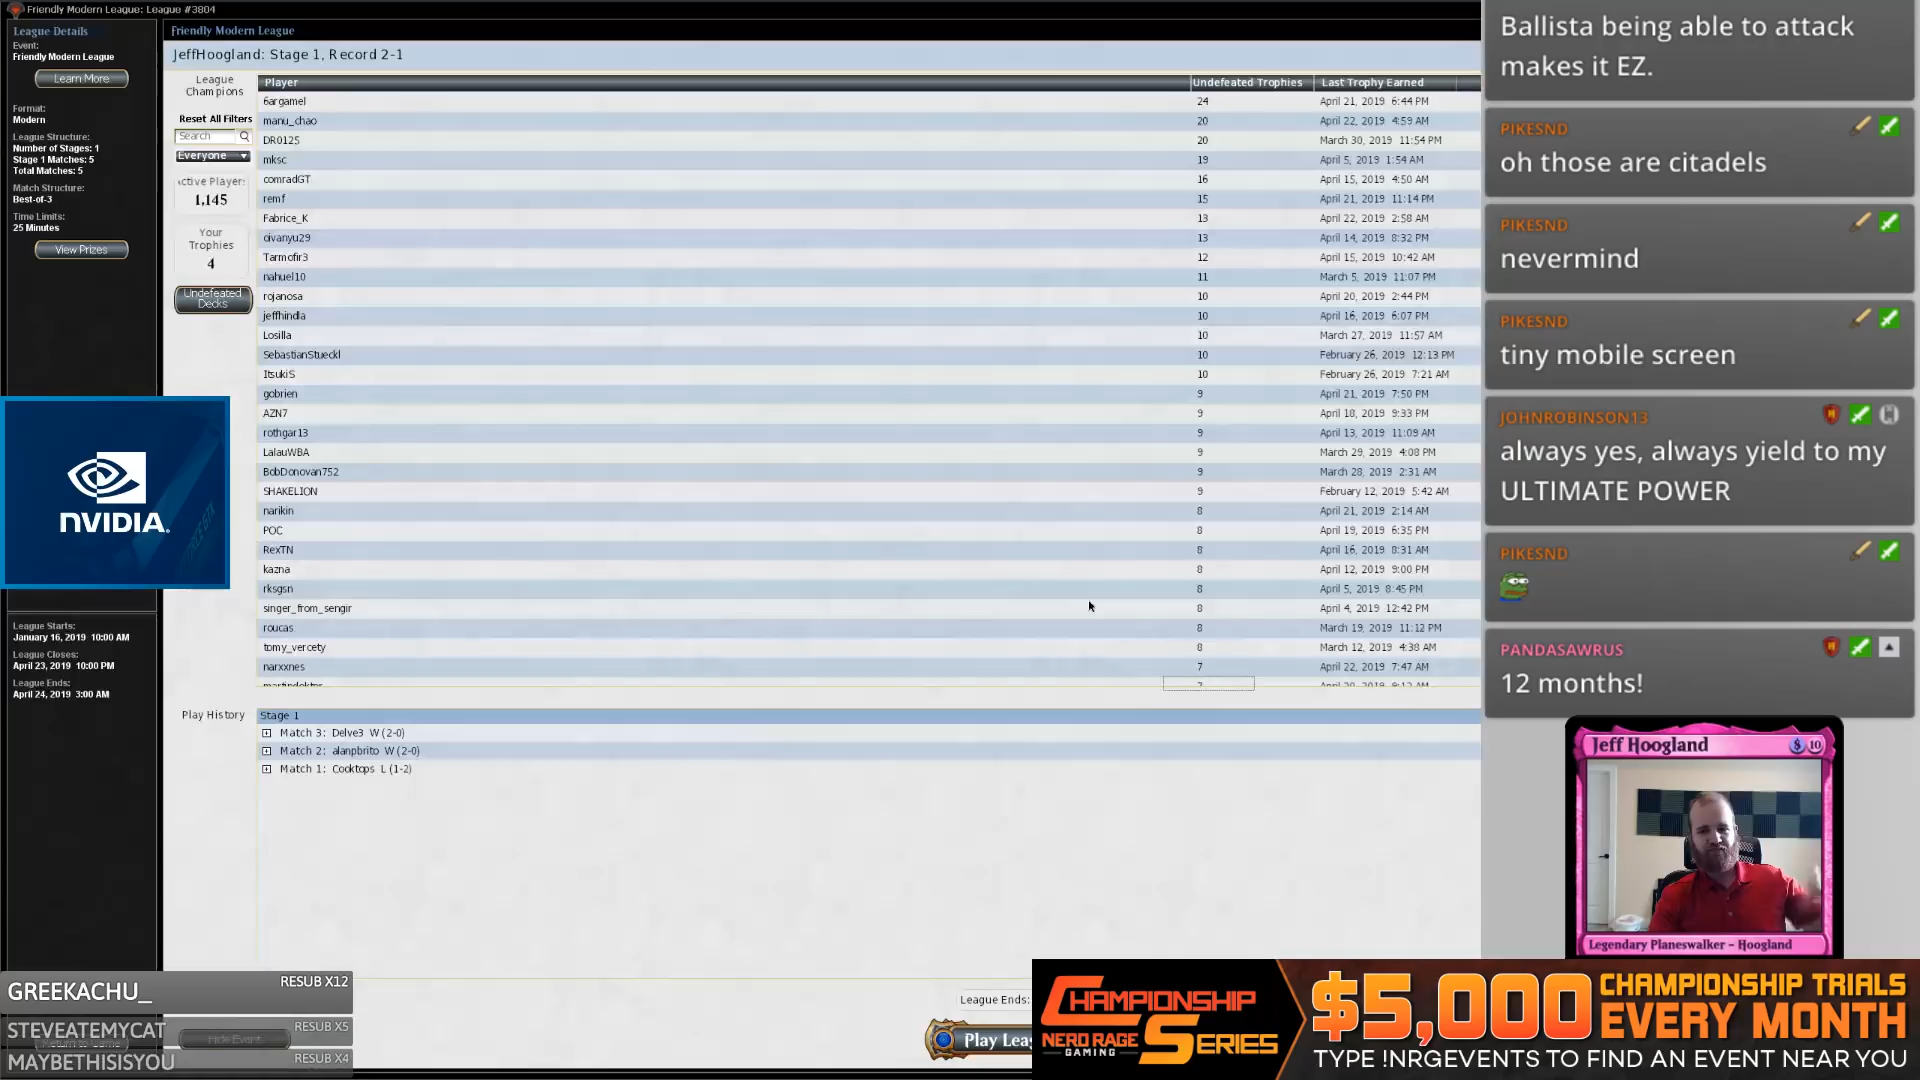 Friendly Modern League: League #3804
League Details
Event:
Friendly Modern League
Learn More
Format:
Modern
League Structure:
Number of Stages: 1
Stage 1 Matches: 5
Total Matches: 5
Match Structure:
Best-of-3
Time Limits:
25 Minutes
View Prizes
NVIDIA.
League Starts:
January 16, 2019 10:00 AM
League Closes:
April 23, 2019 10:00 PM
League Ends:
April 24, 2019 3:00 AM
Friendly Modern League
JeffHoogland: Stage 1, Record 2-1
League
Champions
Reset All Filters
Search
Everyone
1,145
Your
Trophies
4
Undefeated
Decks
Player Undefeated Trophies Last Trophy Earned
6argamel 24 April 21, 2019 6:44 PM
manu_chao 20 April 22, 2019 4:59 AM
DR0125 20 March 30, 2019 11:54 PM
mksc 19 April 5, 2019 1:54 AM
comradGT 16 April 15, 2019 4:50 AM
remf 15 April 21, 2019 11:14 PM
Fabrice_K 13 April 22, 2019 2:58 AM
divanyu29 13 April 14, 2019 8:32 PM
Tarmofir3 12 April 15, 2019 10:42 AM
nahuel10 11 March 5, 2019 11:07 PM
rojanosa 10 April 20, 2019 2:44 PM
jeffhindla 10 April 16, 2019 6:07 PM
Losilla 10 March 27, 2019 11:57 AM
SebastianStueckl 10 February 26, 2019 12:13 PM
ItsukiS 10 February 26, 2019 7:21 AM
gobrien 9 April 21, 2019 7:50 PM
AZN7 9 April 18, 2019 9:33 PM
rothgar13 9 April 13, 2019 11:09 AM
LalauWBA 9 March 29, 2019 4:08 PM
BobDonovan752 9 March 28, 2019 2:31 AM
SHAKELION 9 February 12, 2019 5:42 AM
narikin 8 April 21, 2019 2:14 AM
POC 8 April 19, 2019 6:35 PM
RexTN 8 April 16, 2019 8:31 AM
kazna 8 April 12, 2019 9:00 PM
rksgsn 8 April 5, 2019 8:45 PM
singer_from_sengir 8 April 4, 2019 12:42 PM
roucas 8 March 19, 2019 11:12 PM
tomy_vercety 8 March 12, 2019 4:38 AM
narxxnes 7 April 22, 2019 7:47 AM
Play History
Stage 1
Match 3: Delve3 W (2-0)
Match 2: alanpbrito W (2-0)
Match 1: Cooktops L (1-2)
League Ends:
Play Lea
GREEKACHU_ RESUB X12
STEVEATEMYCAT RESUB X5
Hide Event
MAYBETHISISYOU RESUB X4
Ballista being able to attack
makes it EZ.
PIKESND
oh those are citadels
PIKESND
nevermind
PIKESND
tiny mobile screen
JOHNROBINSON13
always yes, always yield to my
ULTIMATE POWER
PIKESND
PANDASAWRUS
12 months!
Jeff Hoogland $ 10
Legendary Planeswalker – Hoogland
CHAMPIONSHIP
NERD RAGE
GAMING
SERIES
$5,000 CHAMPIONSHIP TRIALS
EVERY MONTH
TYPE !NRGEVENTS TO FIND AN EVENT NEAR YOU